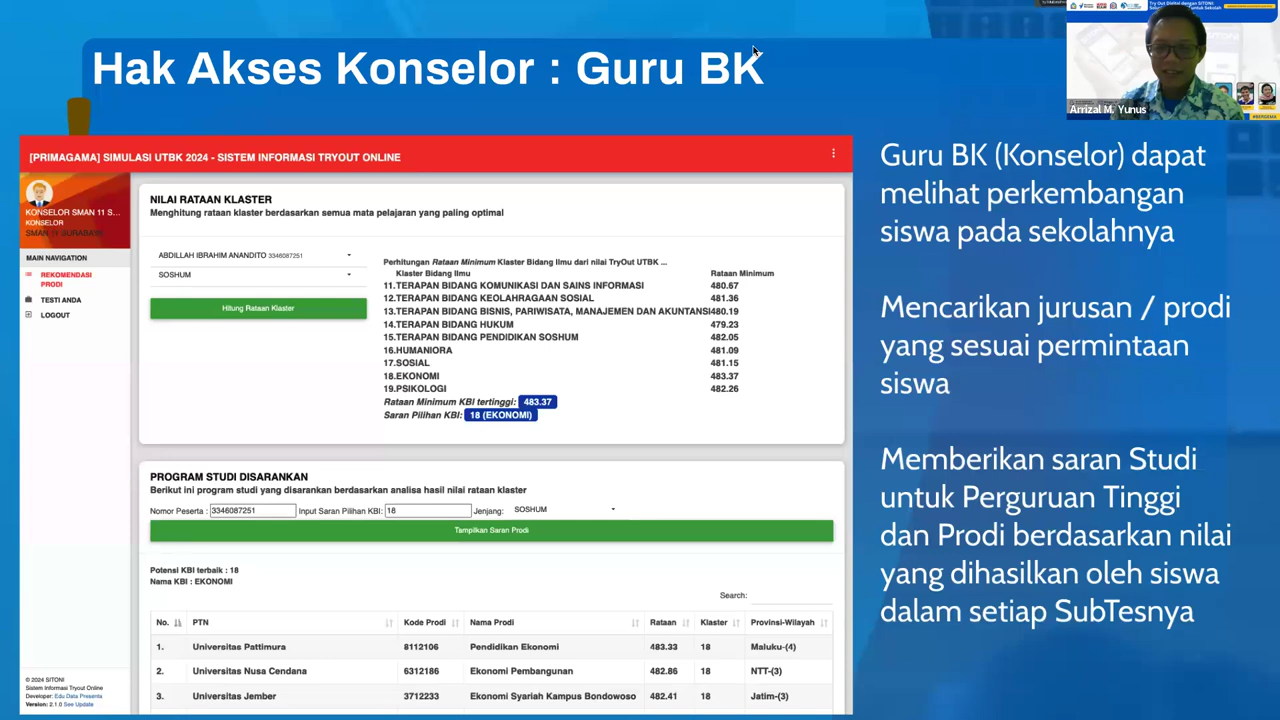 Hak Akses Konselor : Guru BK
Try Out Digital dengan SITONI:
Arrizal M. Yunus
#BERGEMA
[PRIMAGAMA] SIMULASI UTBK 2024 - SISTEM INFORMASI TRYOUT ONLINE
KONSELOR SMAN 11 S...
KONSELOR
SMAN 11 SURABAYA
MAIN NAVIGATION
REKOMENDASI
PRODI
TESTI ANDA
LOGOUT
© 2024 SITONI
Sistem Informasi Tryout Online
Developer: Edu Data Presents
Version: 2.1.0 See Update
NILAI RATAAN KLASTER
Menghitung rataan klaster berdasarkan semua mata pelajaran yang paling optimal
ABDILLAH IBRAHIM ANANDITO 3346087251
SOSHUM
Hitung Rataan Klaster
Perhitungan Rataan Minimum Klaster Bidang Ilmu dari nilai TryOut UTBK ...
Klaster Bidang Ilmu Rataan Minimum
11.TERAPAN BIDANG KOMUNIKASI DAN SAINS INFORMASI 480.67
12.TERAPAN BIDANG KEOLAHRAGAAN SOSIAL 481.36
13.TERAPAN BIDANG BISNIS, PARIWISATA, MANAJEMEN DAN AKUNTANSI 480.19
14.TERAPAN BIDANG HUKUM 479.23
15.TERAPAN BIDANG PENDIDIKAN SOSHUM 482.05
16.HUMANIORA 481.09
17.SOSIAL 481.15
18.EKONOMI 483.37
19.PSIKOLOGI 482.26
Rataan Minimum KBI tertinggi: 483.37
Saran Pilihan KBI: 18 (EKONOMI)
PROGRAM STUDI DISARANKAN
Berikut ini program studi yang disarankan berdasarkan analisa hasil nilai rataan klaster
Nomor Peserta : 3346087251 Input Saran Pilihan KBI: 18 Jenjang: SOSHUM
Tampilkan Saran Prodi
Potensi KBI terbaik : 18
Nama KBI : EKONOMI
Search:
No. PTN Kode Prodi Nama Prodi Rataan Klaster Provinsi-Wilayah
1. Universitas Pattimura 8112106 Pendidikan Ekonomi 483.33 18 Maluku-(4)
2. Universitas Nusa Cendana 6312186 Ekonomi Pembangunan 482.86 18 NTT-(3)
3. Universitas Jember 3712233 Ekonomi Syariah Kampus Bondowoso 482.41 18 Jatim-(3)
Guru BK (Konselor) dapat
melihat perkembangan
siswa pada sekolahnya
Mencarikan jurusan / prodi
yang sesuai permintaan
siswa
Memberikan saran Studi
untuk Perguruan Tinggi
dan Prodi berdasarkan nilai
yang dihasilkan oleh siswa
dalam setiap SubTesnya